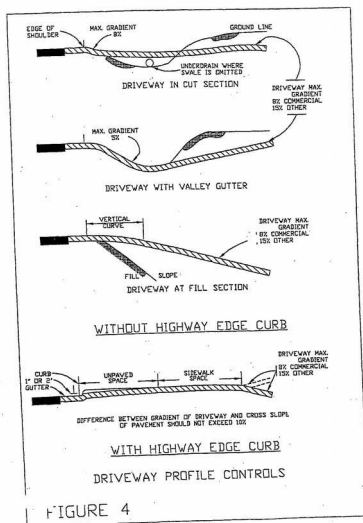 EDGE OF
SHOULDER
MAX. GRADIENT
8%
GROUND LINE
UNDERDRAIN WHERE
SWALE IS OMITTED
DRIVEWAY IN CUT SECTION
DRIVEWAY MAX.
GRADIENT
8% COMMERCIAL
15% OTHER
MAX. GRADIENT
5%
DRIVEWAY WITH VALLEY GUTTER
VERTICAL
CURVE
DRIVEWAY MAX.
GRADIENT
8% COMMERCIAL
15% OTHER
FILL SLOPE
DRIVEWAY AT FILL SECTION
WITHOUT HIGHWAY EDGE CURB
CURB
1' OR 2'
GUTTER
UNPAVED
SPACE
SIDEWALK
SPACE
DRIVEWAY MAX.
GRADIENT
8% COMMERCIAL
15% OTHER
DIFFERENCE BETWEEN GRADIENT OF DRIVEWAY AND CROSS SLOPE
OF PAVEMENT SHOULD NOT EXCEED 10%
WITH HIGHWAY EDGE CURB
DRIVEWAY PROFILE CONTROLS
FIGURE 4